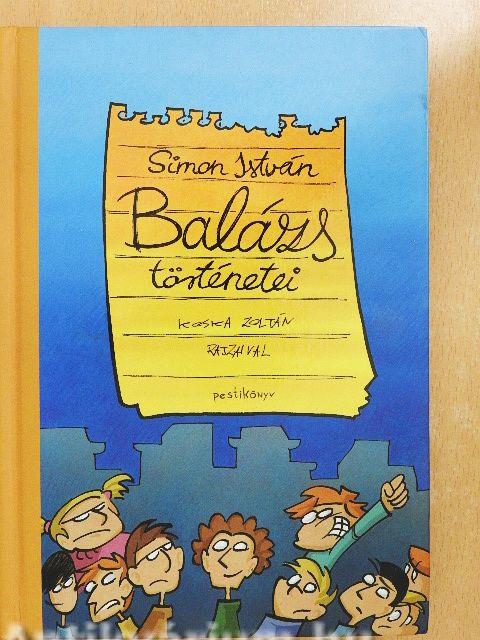 Simon István
Balázs
történetei
KOSKA ZOLTÁN
RAJZAIVAL
pestikönyv